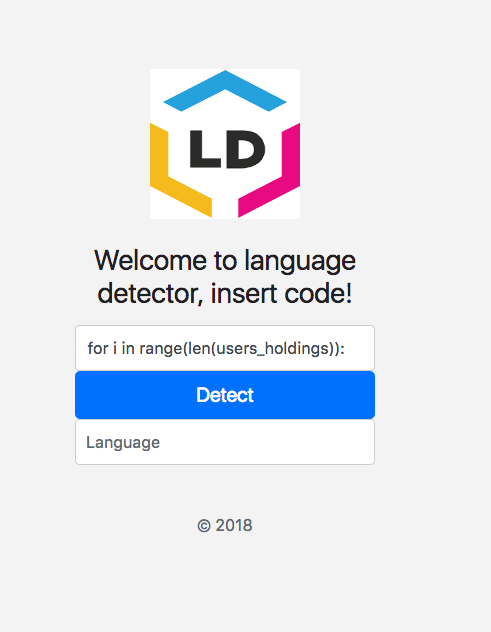 LD
Welcome to language
detector, insert code!
for i in range(len(users_holdings)):
Detect
Language
© 2018